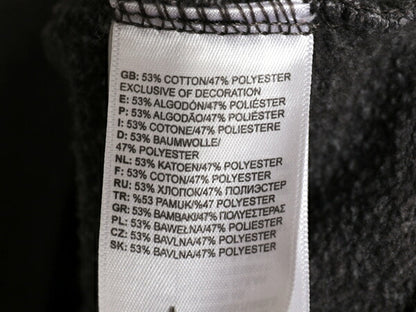 GB: 53% COTTON/47% POLYESTER
EXCLUSIVE OF DECORATION
E: 53% ALGODÓN/47% POLIÉSTER
P: 53% ALGODÃO/47% POLIÉSTER
I: 53% COTONE/47% POLIESTERE
D: 53% BAUMWOLLE/
47% POLYESTER
NL: 53% KATOEN/47% POLYESTER
F: 53% COTON/47% POLYESTER
RU: 53% ХЛОПОК/47% ПОЛИЭСТЕР
TR: %53 PAMUK/%47 POLYESTER
GR: 53% ΒΑΜΒΑΚΙ/47% ΠΟΛΥΕΣΤΕΡΑΣ
PL: 53% BAWEŁNA/47% POLYESTER
CZ: 53% BAVLNA/47% POLYESTER
SK: 53% BAVLNA/47% POLYESTER